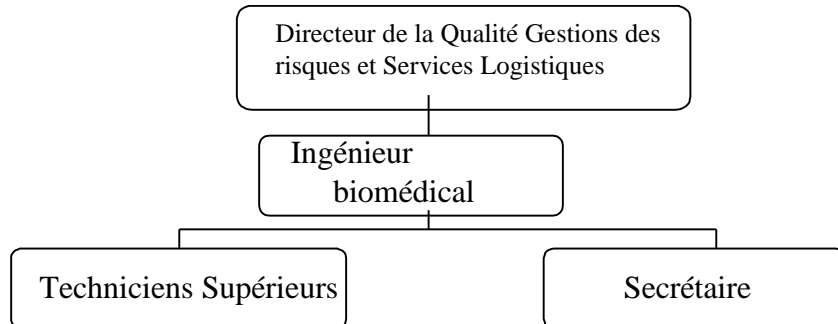 Directeur de la Qualité Gestions des
risques et Services Logistiques
Ingénieur
biomédical
Techniciens Supérieurs
Secrétaire